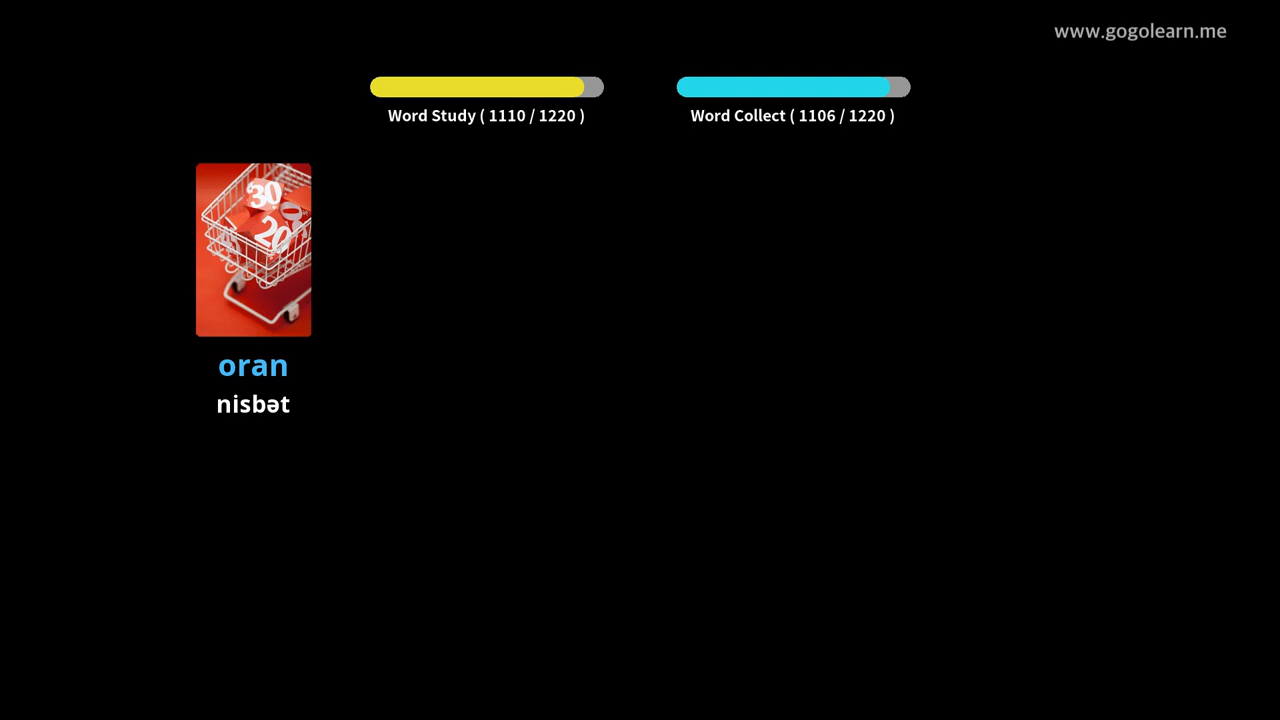 www.gogolearn.me
Word Study ( 1110 / 1220 )
Word Collect ( 1106 / 1220 )
30
20
oran
nisbət